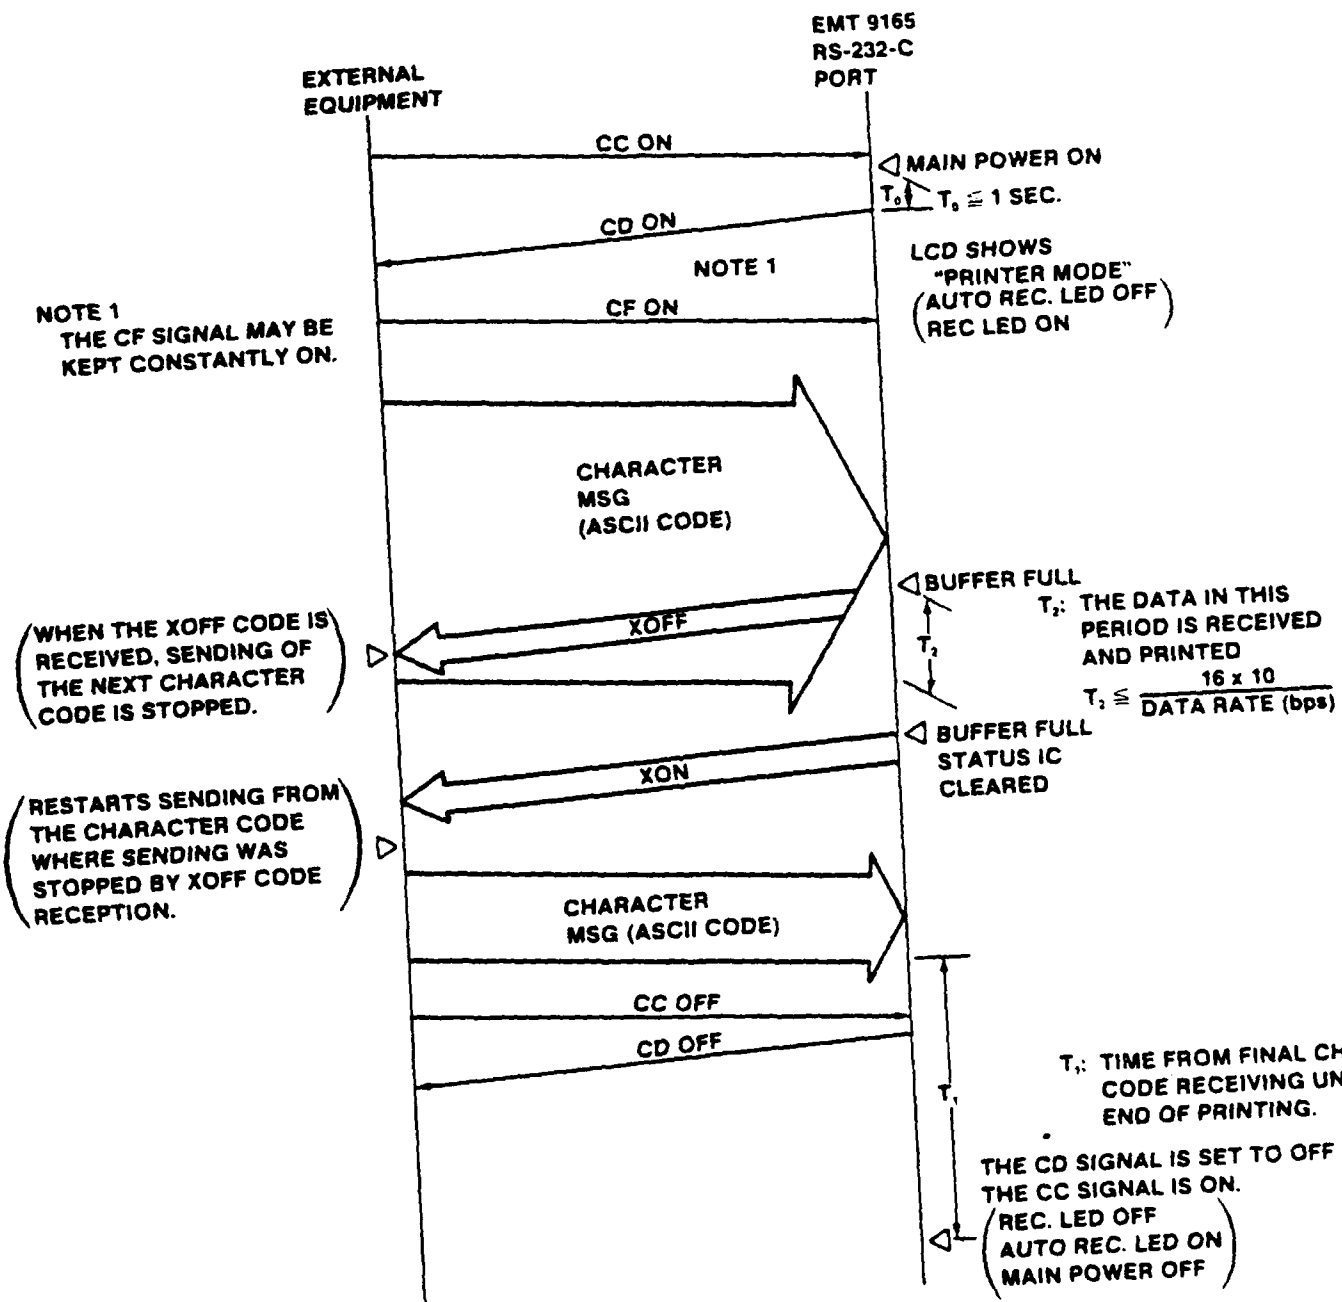 EMT 9165
RS-232-C
PORT
EXTERNAL
EQUIPMENT
CC ON
MAIN POWER ON
T₀
T₀ ≦ 1 SEC.
CD ON
LCD SHOWS
"PRINTER MODE"
(AUTO REC. LED OFF
REC LED ON)
NOTE 1
NOTE 1
THE CF SIGNAL MAY BE
KEPT CONSTANTLY ON.
CF ON
CHARACTER
MSG
(ASCII CODE)
BUFFER FULL
XOFF
(WHEN THE XOFF CODE IS
RECEIVED, SENDING OF
THE NEXT CHARACTER
CODE IS STOPPED.)
T₂
T₂: THE DATA IN THIS
PERIOD IS RECEIVED
AND PRINTED
T₂ ≦ 16 x 10
DATA RATE (bps)
BUFFER FULL
STATUS IC
CLEARED
XON
(RESTARTS SENDING FROM
THE CHARACTER CODE
WHERE SENDING WAS
STOPPED BY XOFF CODE
RECEPTION.)
CHARACTER
MSG (ASCII CODE)
CC OFF
CD OFF
T₁
T₁: TIME FROM FINAL CH
CODE RECEIVING UN
END OF PRINTING.
THE CD SIGNAL IS SET TO OFF
THE CC SIGNAL IS ON.
(REC. LED OFF
AUTO REC. LED ON
MAIN POWER OFF)